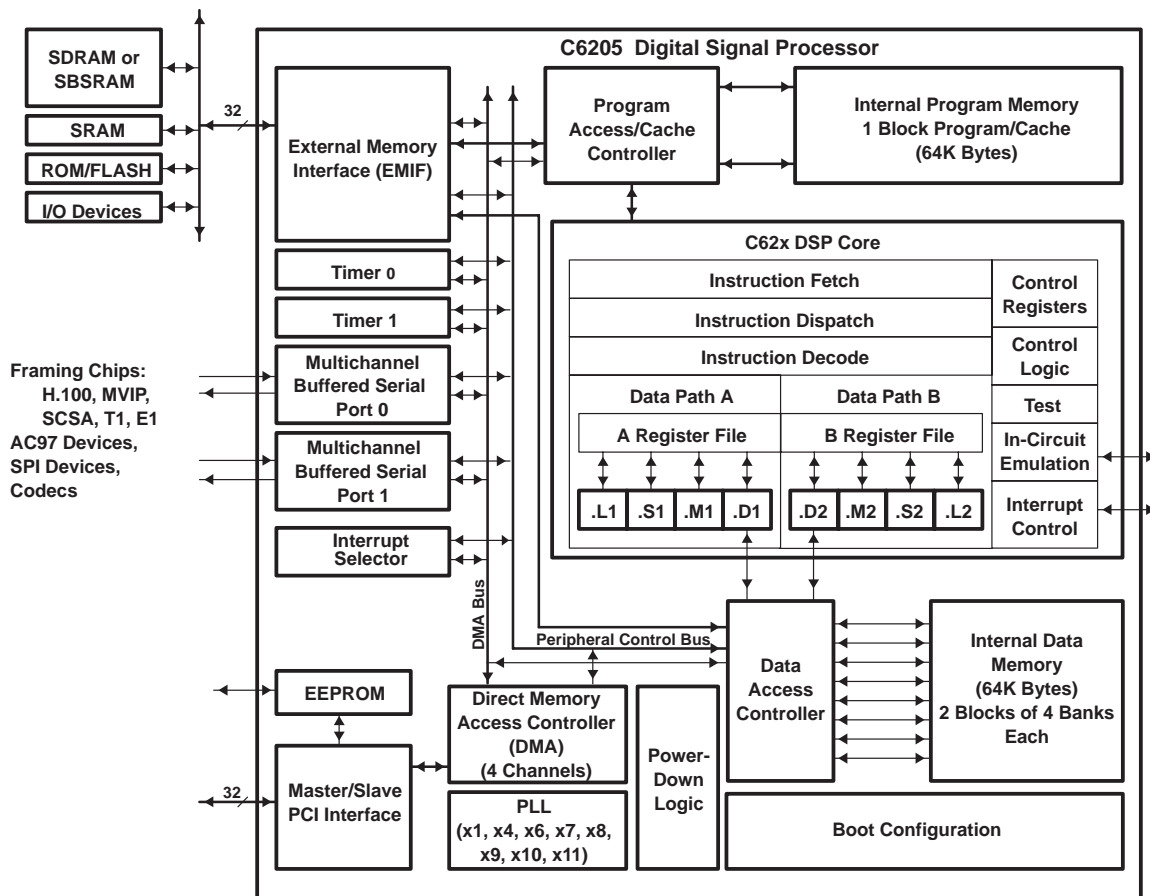 C6205 Digital Signal Processor
SDRAM or
SBSRAM
SRAM
ROM/FLASH
I/O Devices
32
External Memory
Interface (EMIF)
Program
Access/Cache
Controller
Internal Program Memory
1 Block Program/Cache
(64K Bytes)
Timer 0
Timer 1
Framing Chips:
H.100, MVIP,
SCSA, T1, E1
AC97 Devices,
SPI Devices,
Codecs
Multichannel
Buffered Serial
Port 0
Multichannel
Buffered Serial
Port 1
Interrupt
Selector
C62x DSP Core
Instruction Fetch
Instruction Dispatch
Instruction Decode
Control
Registers
Control
Logic
Test
In-Circuit
Emulation
Interrupt
Control
Data Path A
Data Path B
A Register File
B Register File
.L1 .S1 .M1 .D1
.D2 .M2 .S2 .L2
DMA Bus
Peripheral Control Bus
EEPROM
32
Master/Slave
PCI Interface
Direct Memory
Access Controller
(DMA)
(4 Channels)
PLL
(x1, x4, x6, x7, x8,
x9, x10, x11)
Power-
Down
Logic
Data
Access
Controller
Internal Data
Memory
(64K Bytes)
2 Blocks of 4 Banks
Each
Boot Configuration